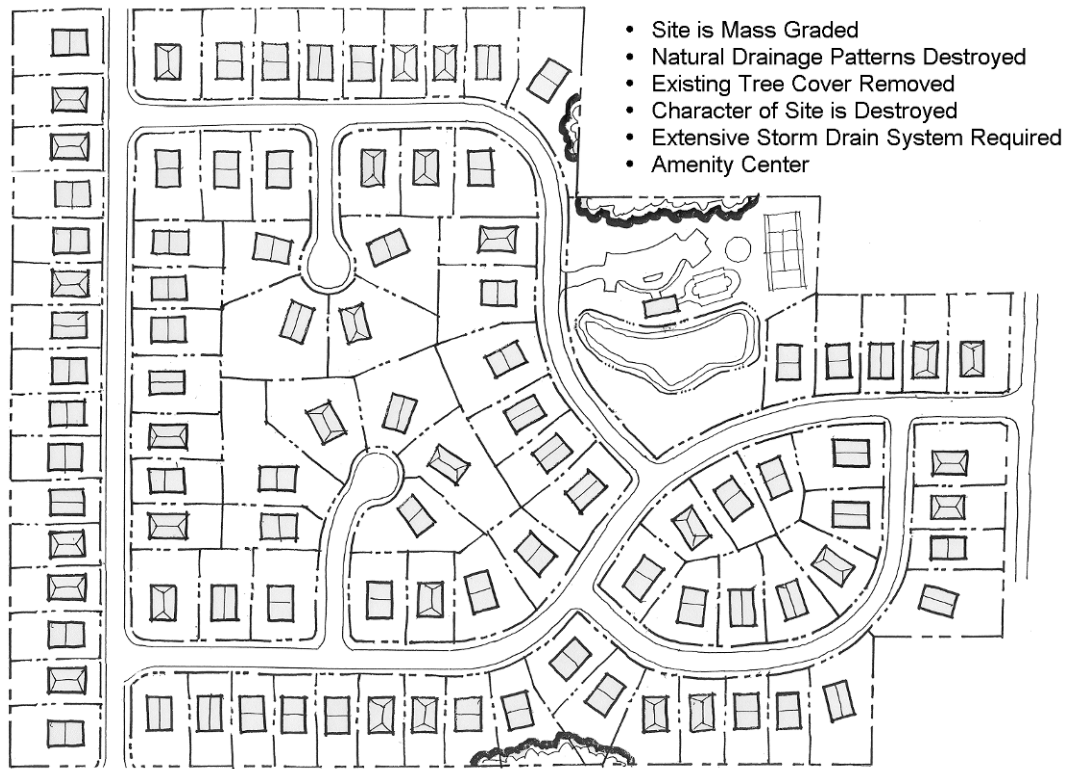 • Site is Mass Graded
• Natural Drainage Patterns Destroyed
• Existing Tree Cover Removed
• Character of Site is Destroyed
• Extensive Storm Drain System Required
• Amenity Center